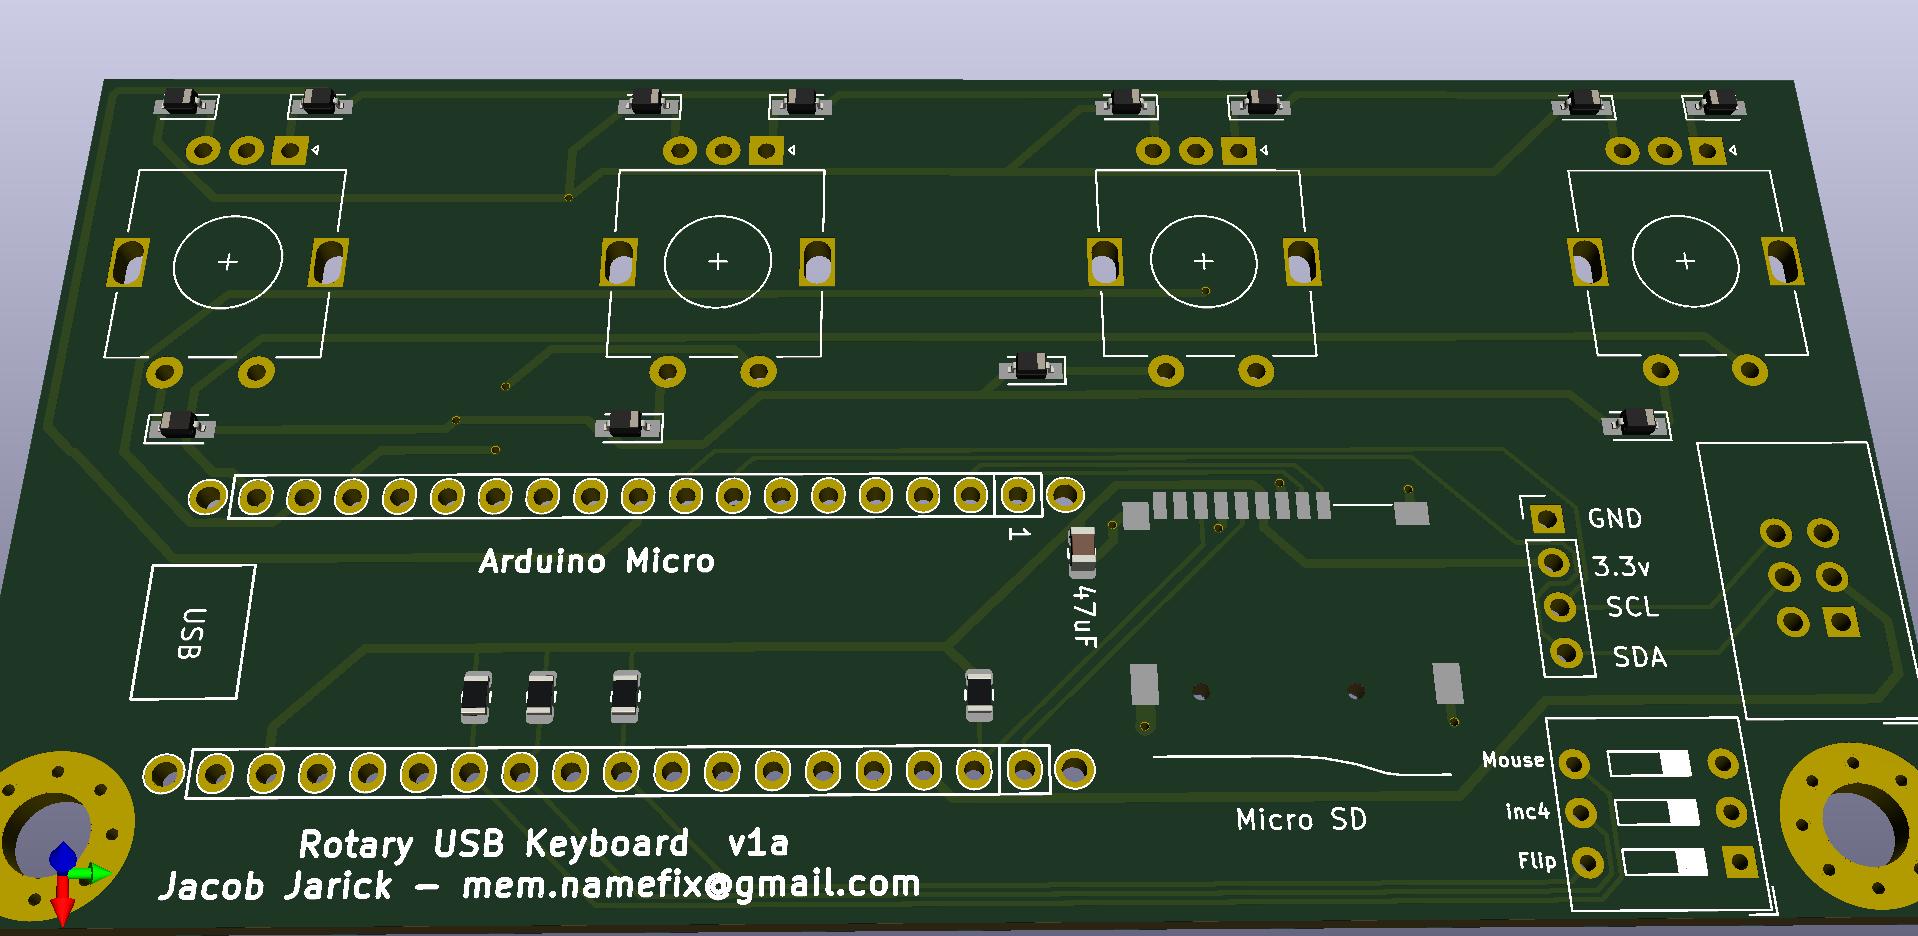 GND
3.3v
SCL
SDA
1
Arduino Micro
47uF
USB
Mouse
inc4
Flip
Micro SD
Rotary USB Keyboard v1a
Jacob Jarick - mem.namefix@gmail.com